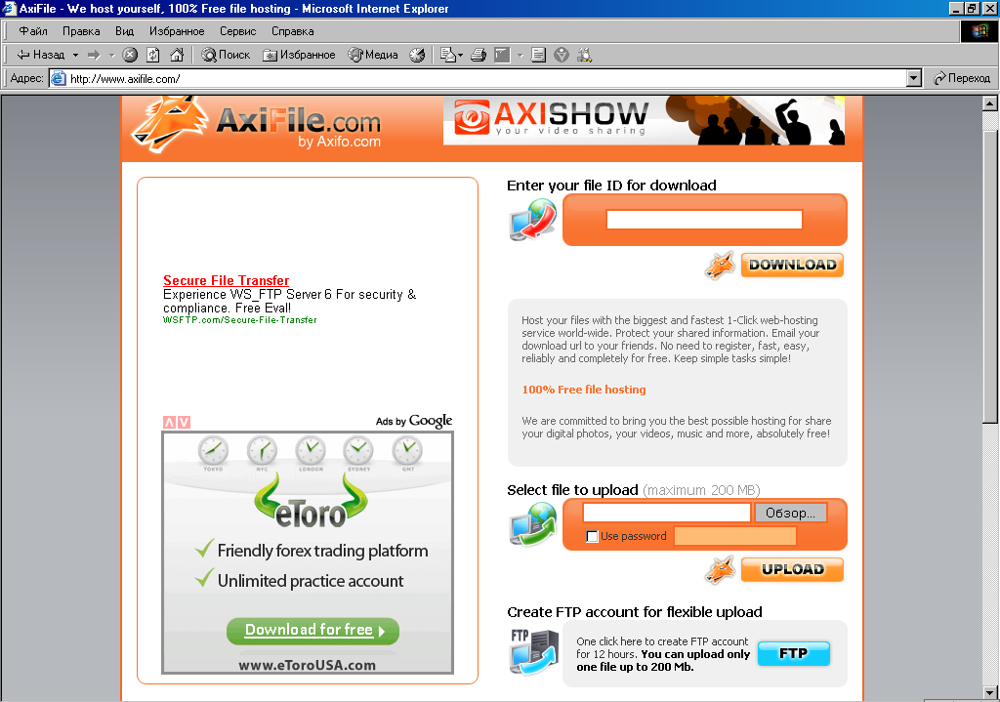 AxiFile - We host yourself, 100% Free file hosting - Microsoft Internet Explorer
Файл Правка Вид Избранное Сервис Справка
Назад Поиск Избранное Медиа
Адрес: http://www.axifile.com/ Переход
AxiFile.com
by Axifo.com
AXISHOW
your video sharing
Secure File Transfer
Experience WS_FTP Server 6 For security &
compliance. Free Eval!
WSFTP.com/Secure-File-Transfer
Ads by Google
TOKYO NYC LONDON SYDNEY GMT
eToro
Friendly forex trading platform
Unlimited practice account
Download for free
www.eToroUSA.com
Enter your file ID for download
DOWNLOAD
Host your files with the biggest and fastest 1-Click web-hosting
service world-wide. Protect your shared information. Email your
download url to your friends. No need to register, fast, easy,
reliably and completely for free. Keep simple tasks simple!
100% Free file hosting
We are committed to bring you the best possible hosting for share
your digital photos, your videos, music and more, absolutely free!
Select file to upload (maximum 200 MB)
Обзор...
Use password
UPLOAD
Create FTP account for flexible upload
FTP
One click here to create FTP account
for 12 hours. You can upload only
one file up to 200 Mb.
FTP